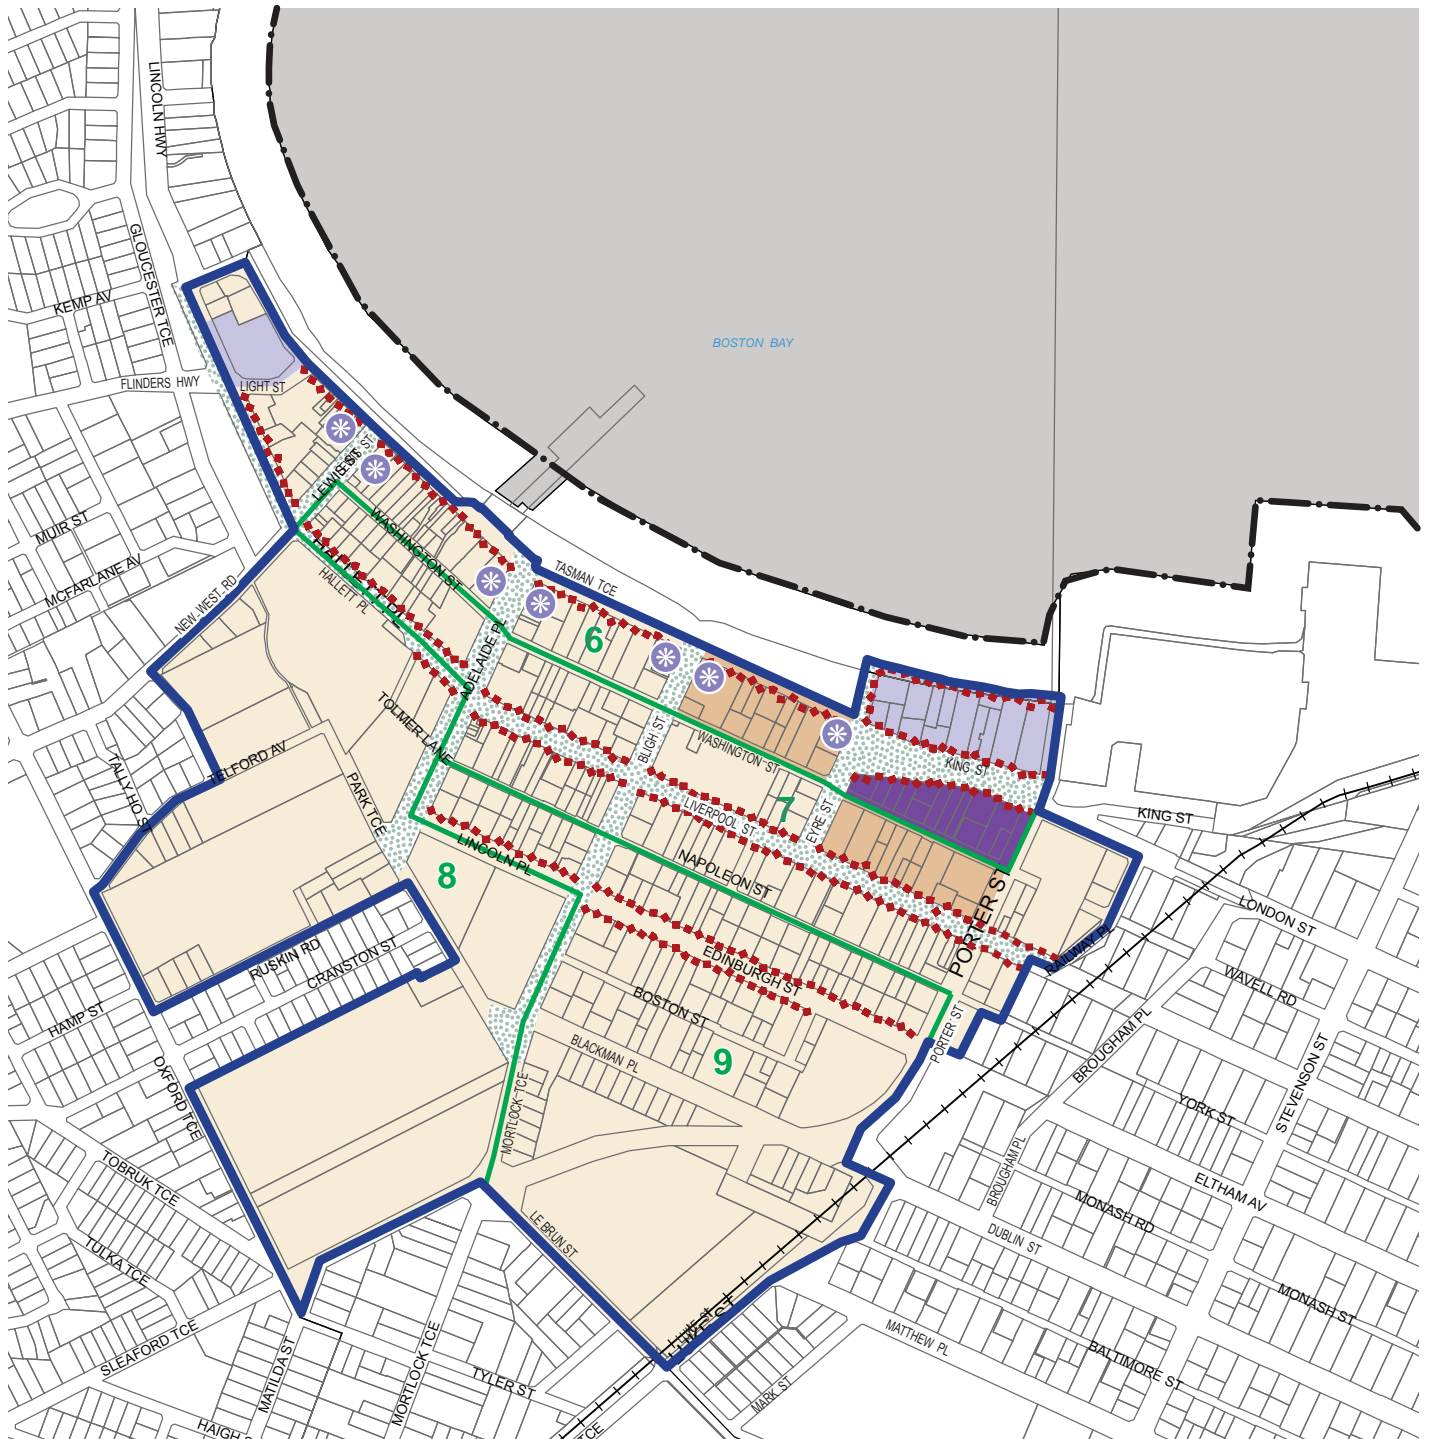 LINCOLN HWY
GLOUCESTER TCE
KEMP AV
BOSTON BAY
FLINDERS HWY
LIGHT ST
LEWIS ST
MUIR ST
WASHINGTON ST
MCFARLANE AV
HALLETT PL
HALLETT PL
TASMAN TCE
NEW-WEST-RD
6
ADELAIDE PL
TOLMER LANE
BLIGH ST
WASHINGTON ST
KING ST
TELFORD AV
TALLY HO ST
PARK TCE
7
LIVERPOOL ST
EYRE ST
KING ST
LINCOLN PL
8
NAPOLEON ST
PORTER ST
LONDON ST
RAILWAY PL
RUSKIN RD
CRANSTON ST
EDINBURGH ST
WAVELL RD
BOSTON ST
HAMP ST
PORTER ST
BROUGHAM PL
STEVENSON ST
BLACKMAN PL
9
OXFORD TCE
MORTLOCK TCE
YORK ST
BROUGHAM PL
TOBRUK TCE
ELTHAM AV
MONASH RD
LE BRUN ST
DUBLIN ST
TULKA TCE
MONASH ST
SLEAFORD TCE
MATTHEW PL
BALTIMORE ST
MATILDA ST
MORTLOCK TCE
TYLER ST
MARK ST
HAIGH S
TCE